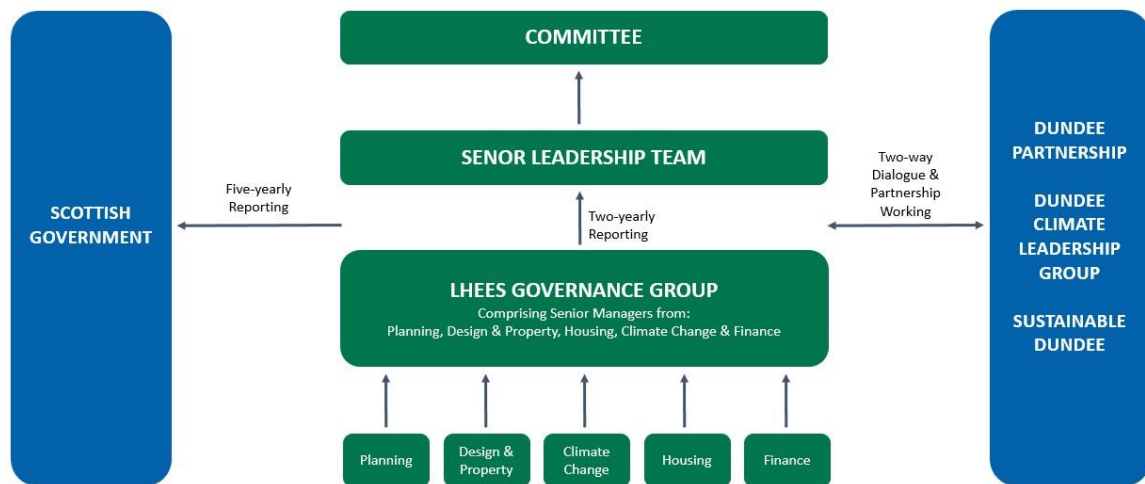 COMMITTEE
SENOR LEADERSHIP TEAM
SCOTTISH
GOVERNMENT
Five-yearly
Reporting
Two-yearly
Reporting
Two-way
Dialogue &
Partnership
Working
DUNDEE
PARTNERSHIP
DUNDEE
CLIMATE
LEADERSHIP
GROUP
SUSTAINABLE
DUNDEE
LHEES GOVERNANCE GROUP
Comprising Senior Managers from:
Planning, Design & Property, Housing, Climate Change & Finance
Planning
Design &
Property
Climate
Change
Housing
Finance